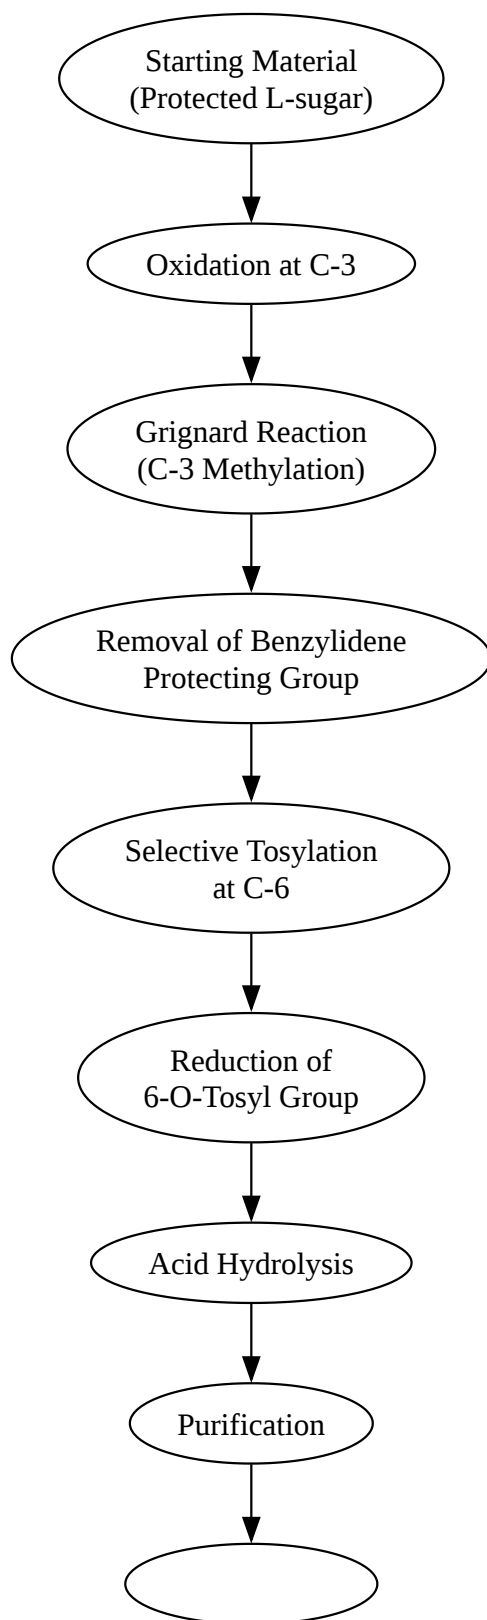 Starting Material
(Protected L-sugar)
Oxidation at C-3
Grignard Reaction
(C-3 Methylation)
Removal of Benzylidene
Protecting Group
Selective Tosylation
at C-6
Reduction of
6-O-Tosyl Group
Acid Hydrolysis
Purification